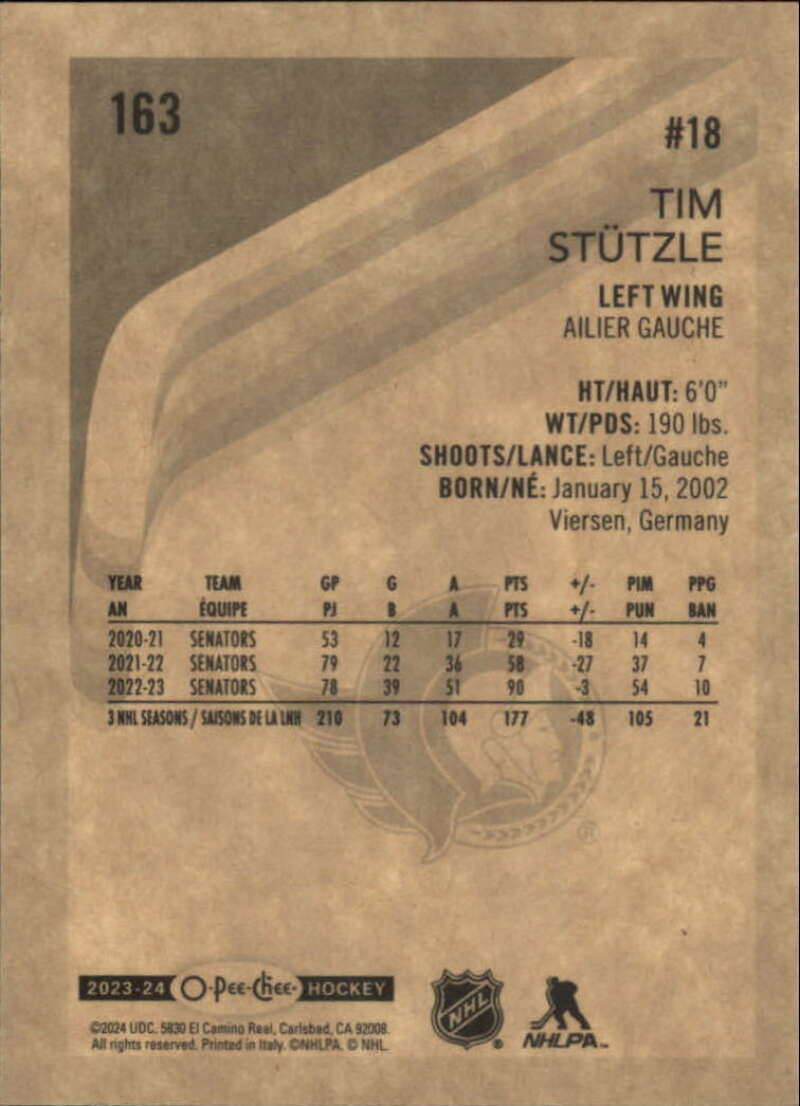 163
#18
TIM
STÜTZLE
LEFT WING
AILIER GAUCHE
HT/HAUT: 6'0"
WT/PDS: 190 lbs.
SHOOTS/LANCE: Left/Gauche
BORN/NÉ: January 15, 2002
Viersen, Germany
YEAR TEAM GP G A PTS +/- PIM PPG
AN ÉQUIPE PJ B A PTS +/- PUN BAN
2020-21 SENATORS 53 12 17 29 -18 14 4
2021-22 SENATORS 79 22 36 58 -27 37 7
2022-23 SENATORS 78 39 51 90 -3 54 10
3 NHL SEASONS / SAISONS DE LA LNH 210 73 104 177 -48 105 21
®
2023-24 O-Pee-Chee- HOCKEY
©2024 UDC. 5830 El Camino Real, Carlsbad, CA 92008.
All rights reserved. Printed in Italy. ©NHLPA. © NHL.
NHL ®
NHLPA™